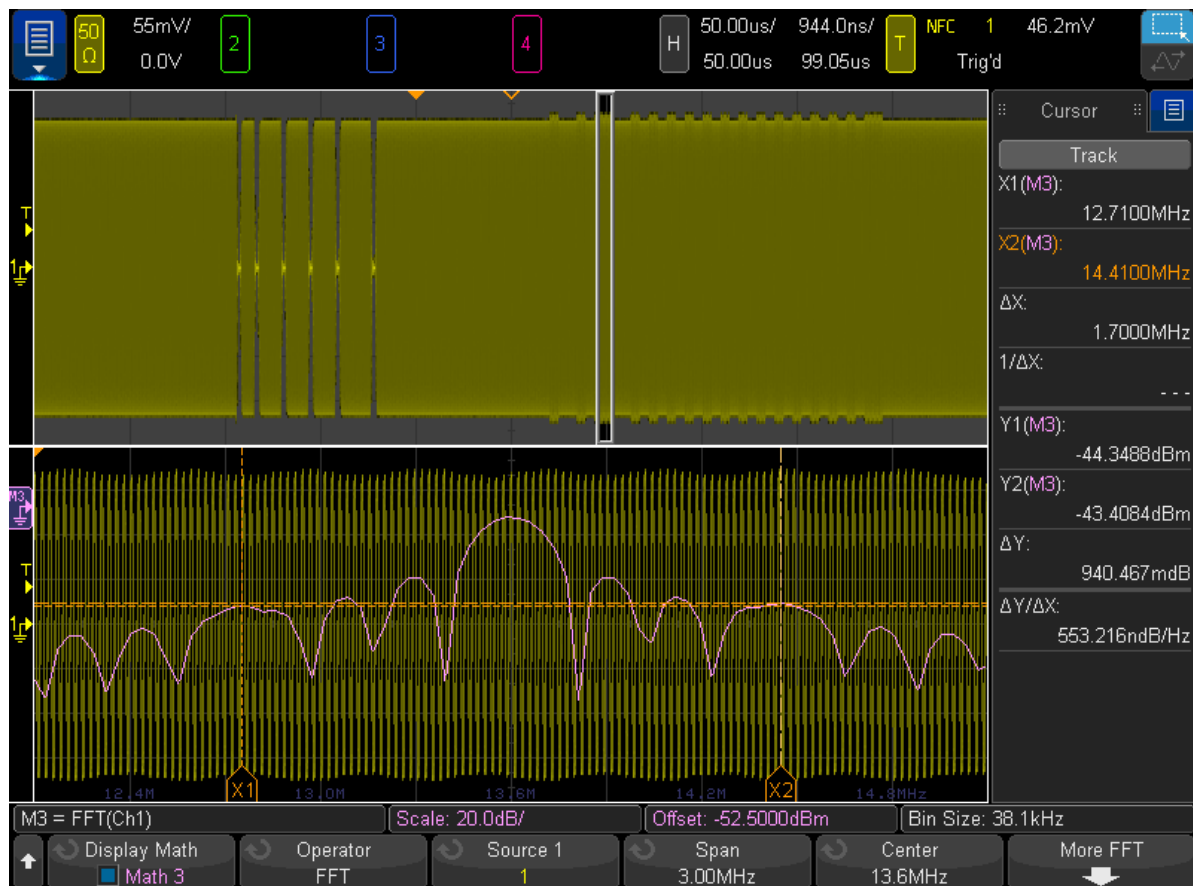 50Ω 55mV/ 0.0V 2 3 4 H 50.00us/ 944.0ns/ T NFC 1 46.2mV
50.00us 99.05us Trig'd
Cursor
Track
X1(M3):
12.7100MHz
X2(M3):
14.4100MHz
ΔX:
1.7000MHz
1/ΔX:
---
Y1(M3):
-44.3488dBm
Y2(M3):
-43.4084dBm
ΔY:
940.467mdB
ΔY/ΔX:
553.216ndB/Hz
T
1
M3
T
1
12.4M X1 13.0M 13.6M 14.2M X2 14.8MHz
M3 = FFT(Ch1) Scale: 20.0dB/ Offset: -52.5000dBm Bin Size: 38.1kHz
Display Math Operator Source 1 Span Center More FFT
Math 3 FFT 1 3.00MHz 13.6MHz